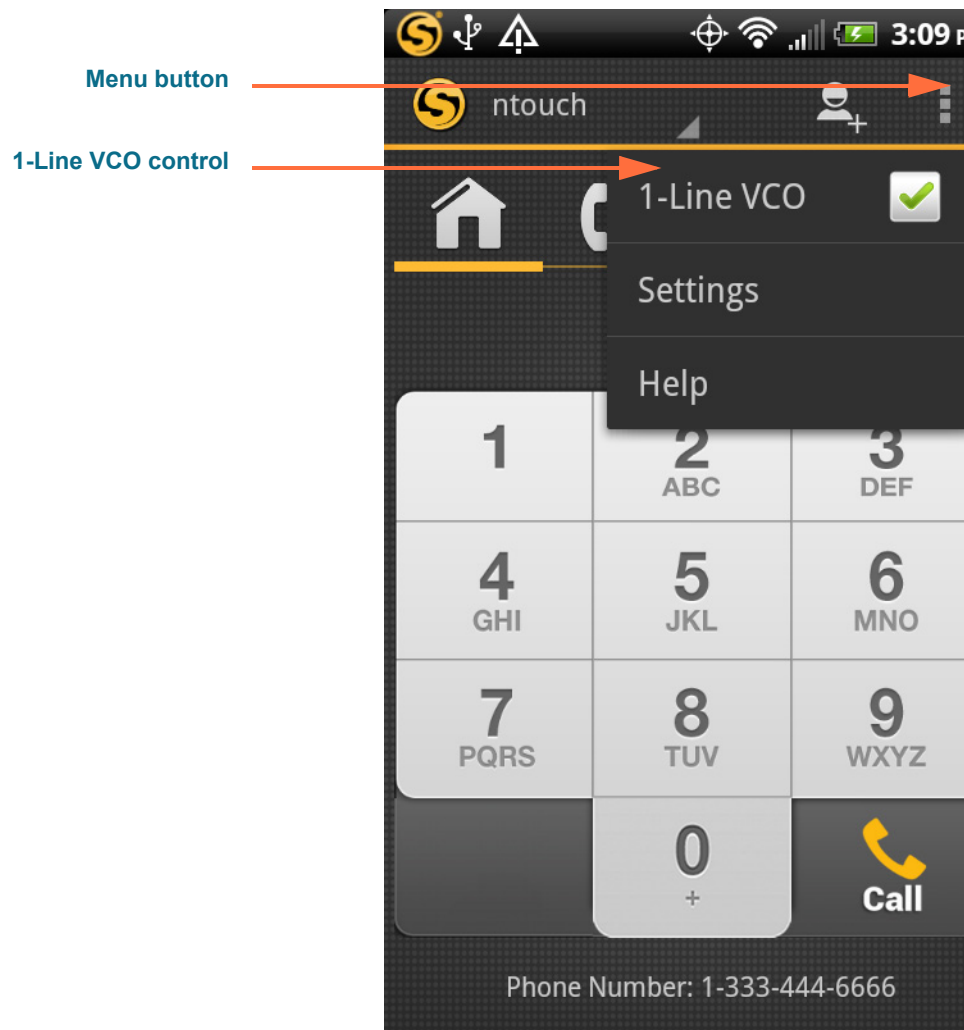 3:09 P
Menu button
ntouch
1-Line VCO control
1-Line VCO
Settings
Help
1
2
ABC
3
DEF
4
GHI
5
JKL
6
MNO
7
PQRS
8
TUV
9
WXYZ
0
+
Call
Phone Number: 1-333-444-6666